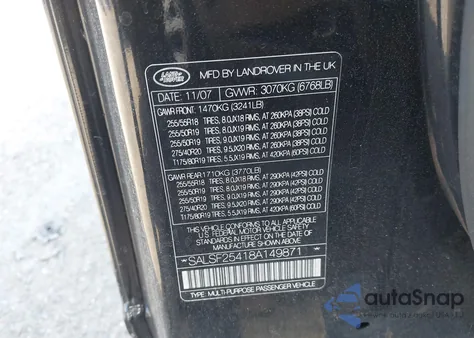 LAND ROVER
MFD BY LANDROVER IN THE UK
DATE: 11/07 GVWR: 3070KG (6768LB)
GAWR FRONT: 1470KG (3241LB)
255/55R18 TIRES, 8.0JX18 RIMS, AT 260KPA (38PSI) COLD
255/50R19 TIRES, 8.0JX19 RIMS, AT 260KPA (38PSI) COLD
255/50R19 TIRES, 9.0JX19 RIMS, AT 260KPA (38PSI) COLD
275/40R20 TIRES, 9.5JX20 RIMS, AT 260KPA (38PSI) COLD
T175/80R19 TIRES, 5.5JX19 RIMS, AT 420KPA (60PSI) COLD
GAWR REAR: 1710KG (3770LB)
255/55R18 TIRES, 8.0JX18 RIMS, AT 290KPA (42PSI) COLD
255/50R19 TIRES, 8.0JX19 RIMS, AT 290KPA (42PSI) COLD
255/50R19 TIRES, 9.0JX19 RIMS, AT 290KPA (42PSI) COLD
275/40R20 TIRES, 9.5JX20 RIMS, AT 290KPA (42PSI) COLD
T175/80R19 TIRES, 5.5JX19 RIMS, AT 420KPA (60PSI) COLD
THIS VEHICLE CONFORMS TO ALL APPLICABLE
U.S. FEDERAL MOTOR VEHICLE SAFETY
AND THEFT PREVENTION STANDARDS IN EFFECT
ON THE DATE OF MANUFACTURE SHOWN ABOVE.
*SALSF25418A149871*
TYPE: MULTI-PURPOSE PASSENGER VEHICLE
autoSnap